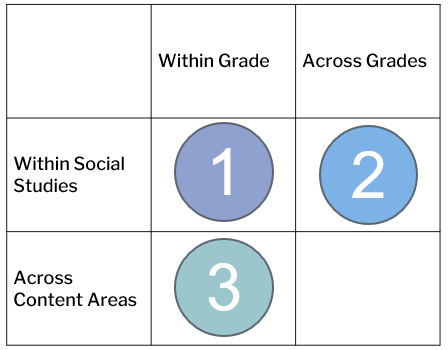 Within Grade
Across Grades
Within Social
Studies
1
2
Across
Content Areas
3